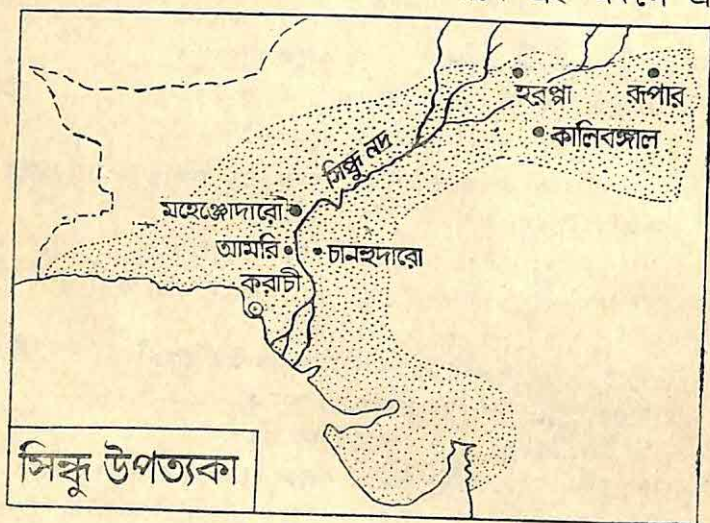 হরপ্পা
রূপার
কালিবঙ্গাল
সিন্ধু নদ
মহেঞ্জোদারো
আমরি
চানহুদারো
করাচী
সিন্ধু উপত্যকা